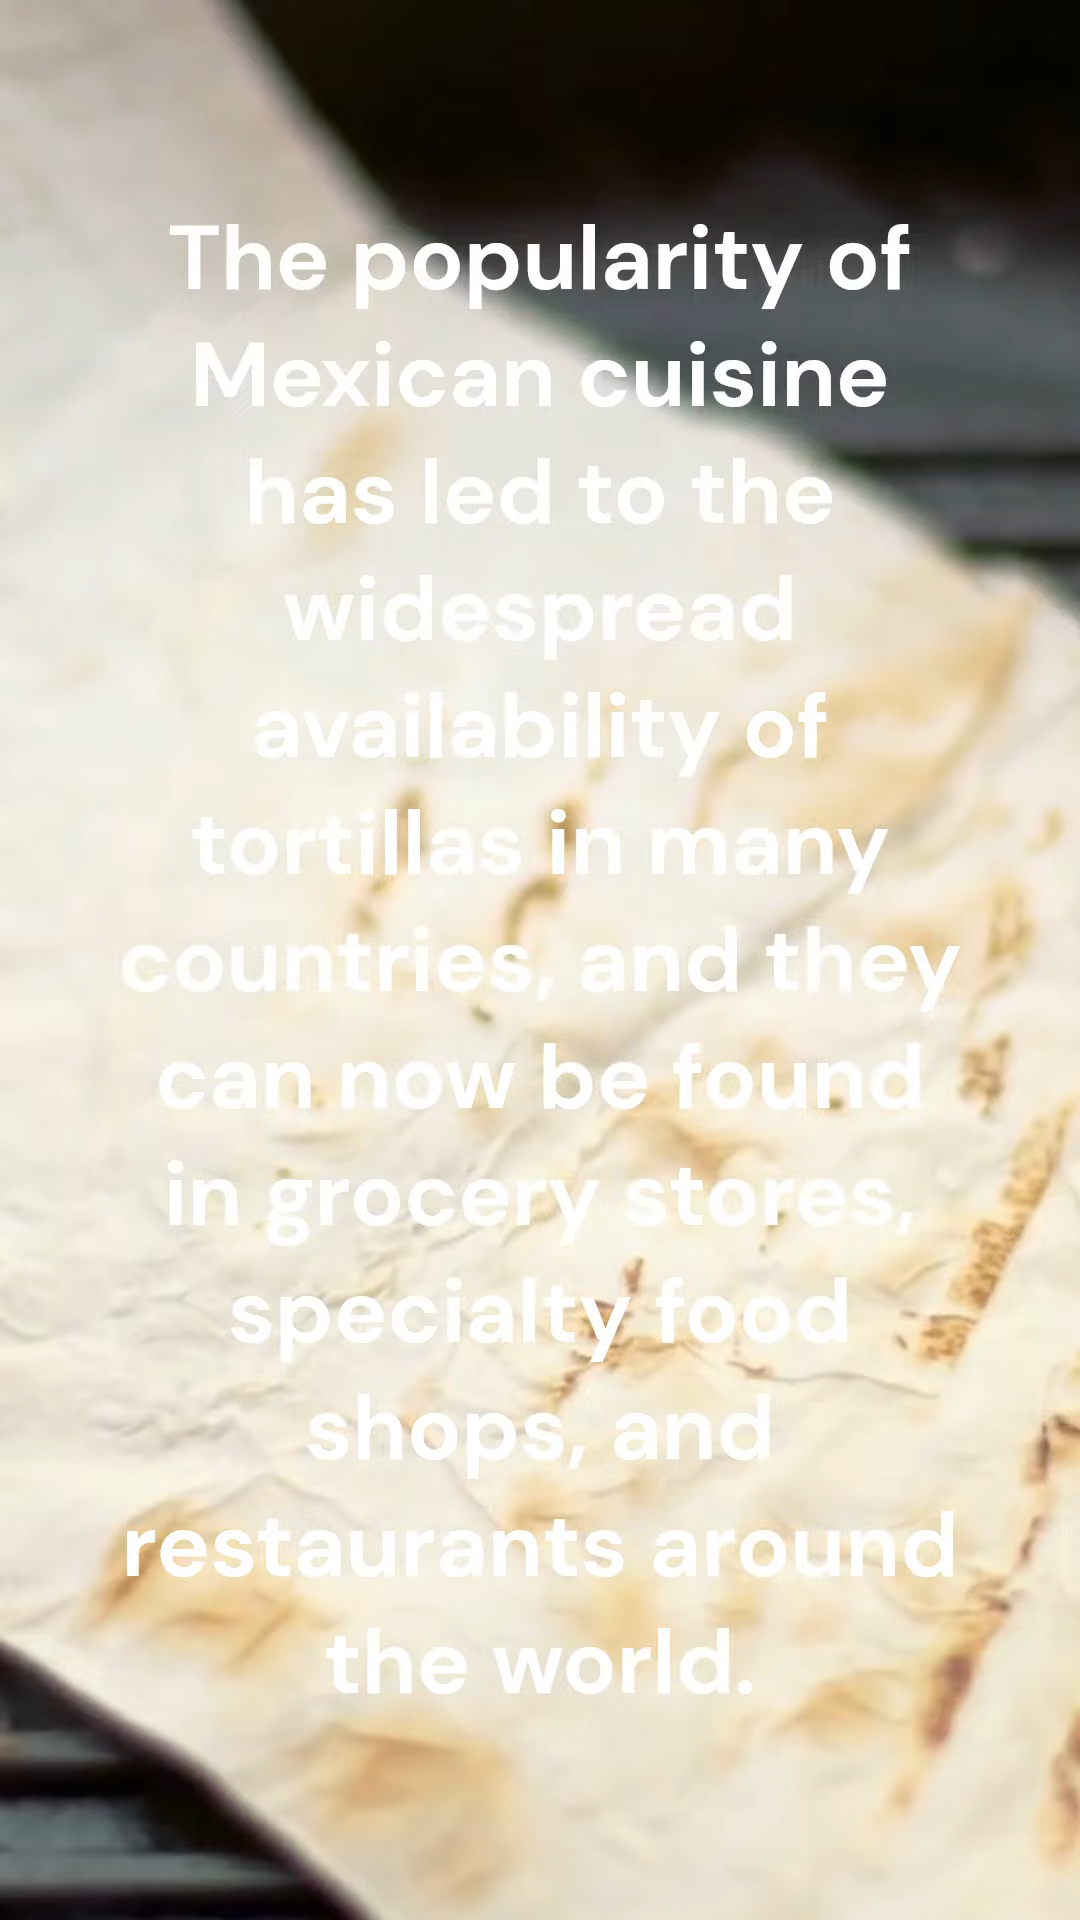 The popularity of
Mexican cuisine
has led to the
widespread
availability of
tortillas in many
countries, and they
can now be found
in grocery stores,
specialty food
shops, and
restaurants around
the world.